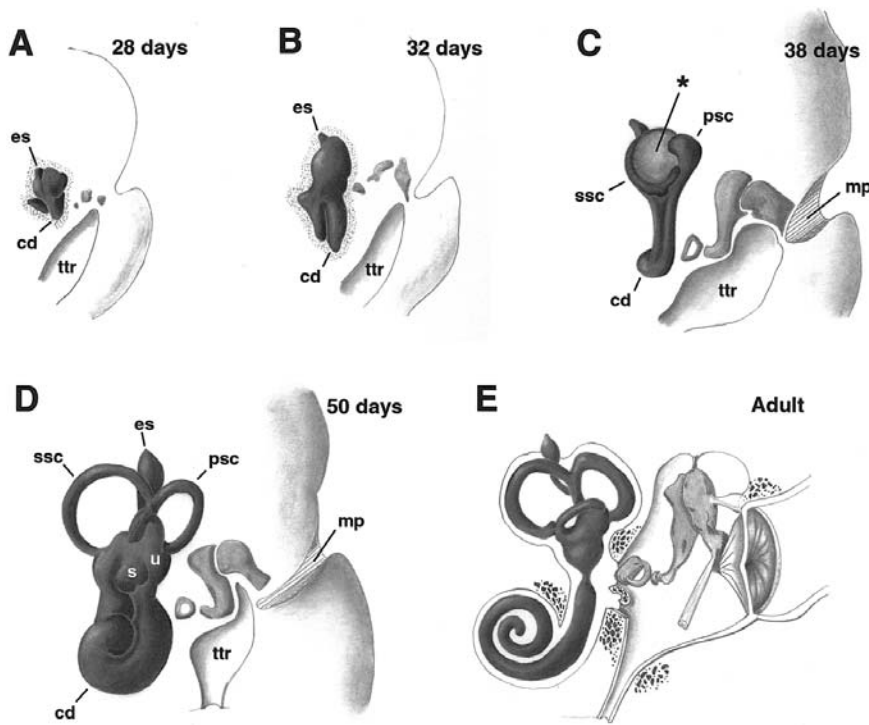 A
28 days
es
cd
ttr
B
32 days
es
cd
ttr
C
38 days
*
psc
ssc
mp
cd
ttr
D
50 days
es
ssc
psc
mp
u
s
ttr
cd
E
Adult